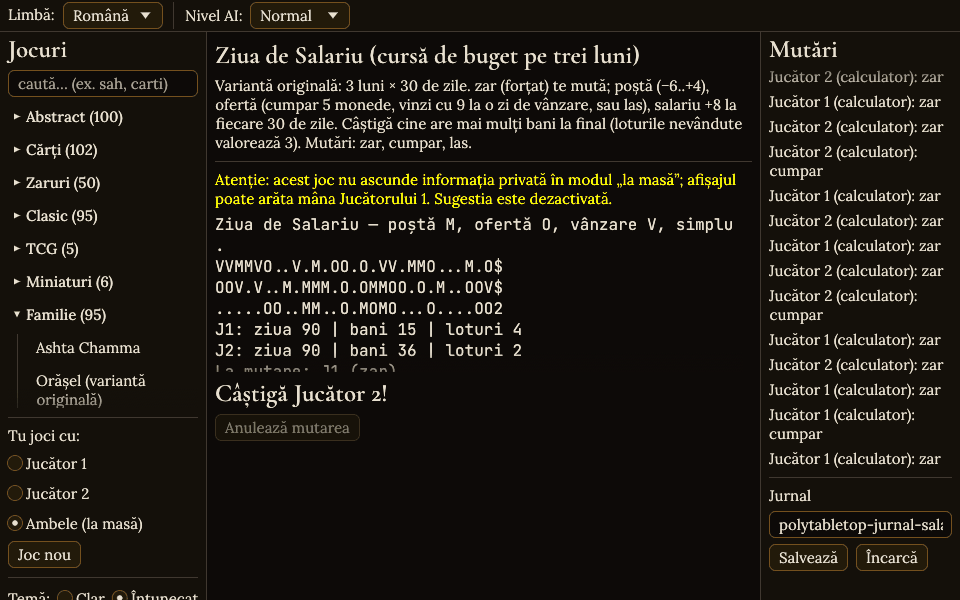 Limbă: Română ▼ Nivel AI: Normal ▼
Jocuri
caută... (ex. sah, carti)
▸ Abstract (100)
▸ Cărți (102)
▸ Zaruri (50)
▸ Clasic (95)
▸ TCG (5)
▸ Miniaturi (6)
▾ Familie (95)
Ashta Chamma
Orășel (variantă
originală)
Tu joci cu:
Jucător 1
Jucător 2
Ambele (la masă)
Joc nou
Temă: Clar Întunecat
Ziua de Salariu (cursă de buget pe trei luni)
Variantă originală: 3 luni × 30 de zile. zar (forțat) te mută; poștă (−6..+4),
ofertă (cumpar 5 monede, vinzi cu 9 la o zi de vânzare, sau las), salariu +8 la
fiecare 30 de zile. Câștigă cine are mai mulți bani la final (loturile nevândute
valorează 3). Mutări: zar, cumpar, las.
Atenție: acest joc nu ascunde informația privată în modul „la masă”; afișajul
poate arăta mâna Jucătorului 1. Sugestia este dezactivată.
Ziua de Salariu — poștă M, ofertă O, vânzare V, simplu
.
VVMMVO..V.M.OO.O.VV.MMO...M.O$
OOV.V..M.MMM.O.OMMOO.O.M..OOV$
.....OO..MM..O.MOMO...O....OO2
J1: ziua 90 | bani 15 | loturi 4
J2: ziua 90 | bani 36 | loturi 2
La mutare: J1 (zar)
Câștigă Jucător 2!
Anulează mutarea
Mutări
Jucător 2 (calculator): zar
Jucător 1 (calculator): zar
Jucător 2 (calculator): zar
Jucător 2 (calculator):
cumpar
Jucător 1 (calculator): zar
Jucător 2 (calculator): zar
Jucător 1 (calculator): zar
Jucător 2 (calculator): zar
Jucător 2 (calculator):
cumpar
Jucător 1 (calculator): zar
Jucător 2 (calculator): zar
Jucător 1 (calculator): zar
Jucător 1 (calculator):
cumpar
Jucător 1 (calculator): zar
Jurnal
polytabletop-jurnal-sala
Salvează Încarcă